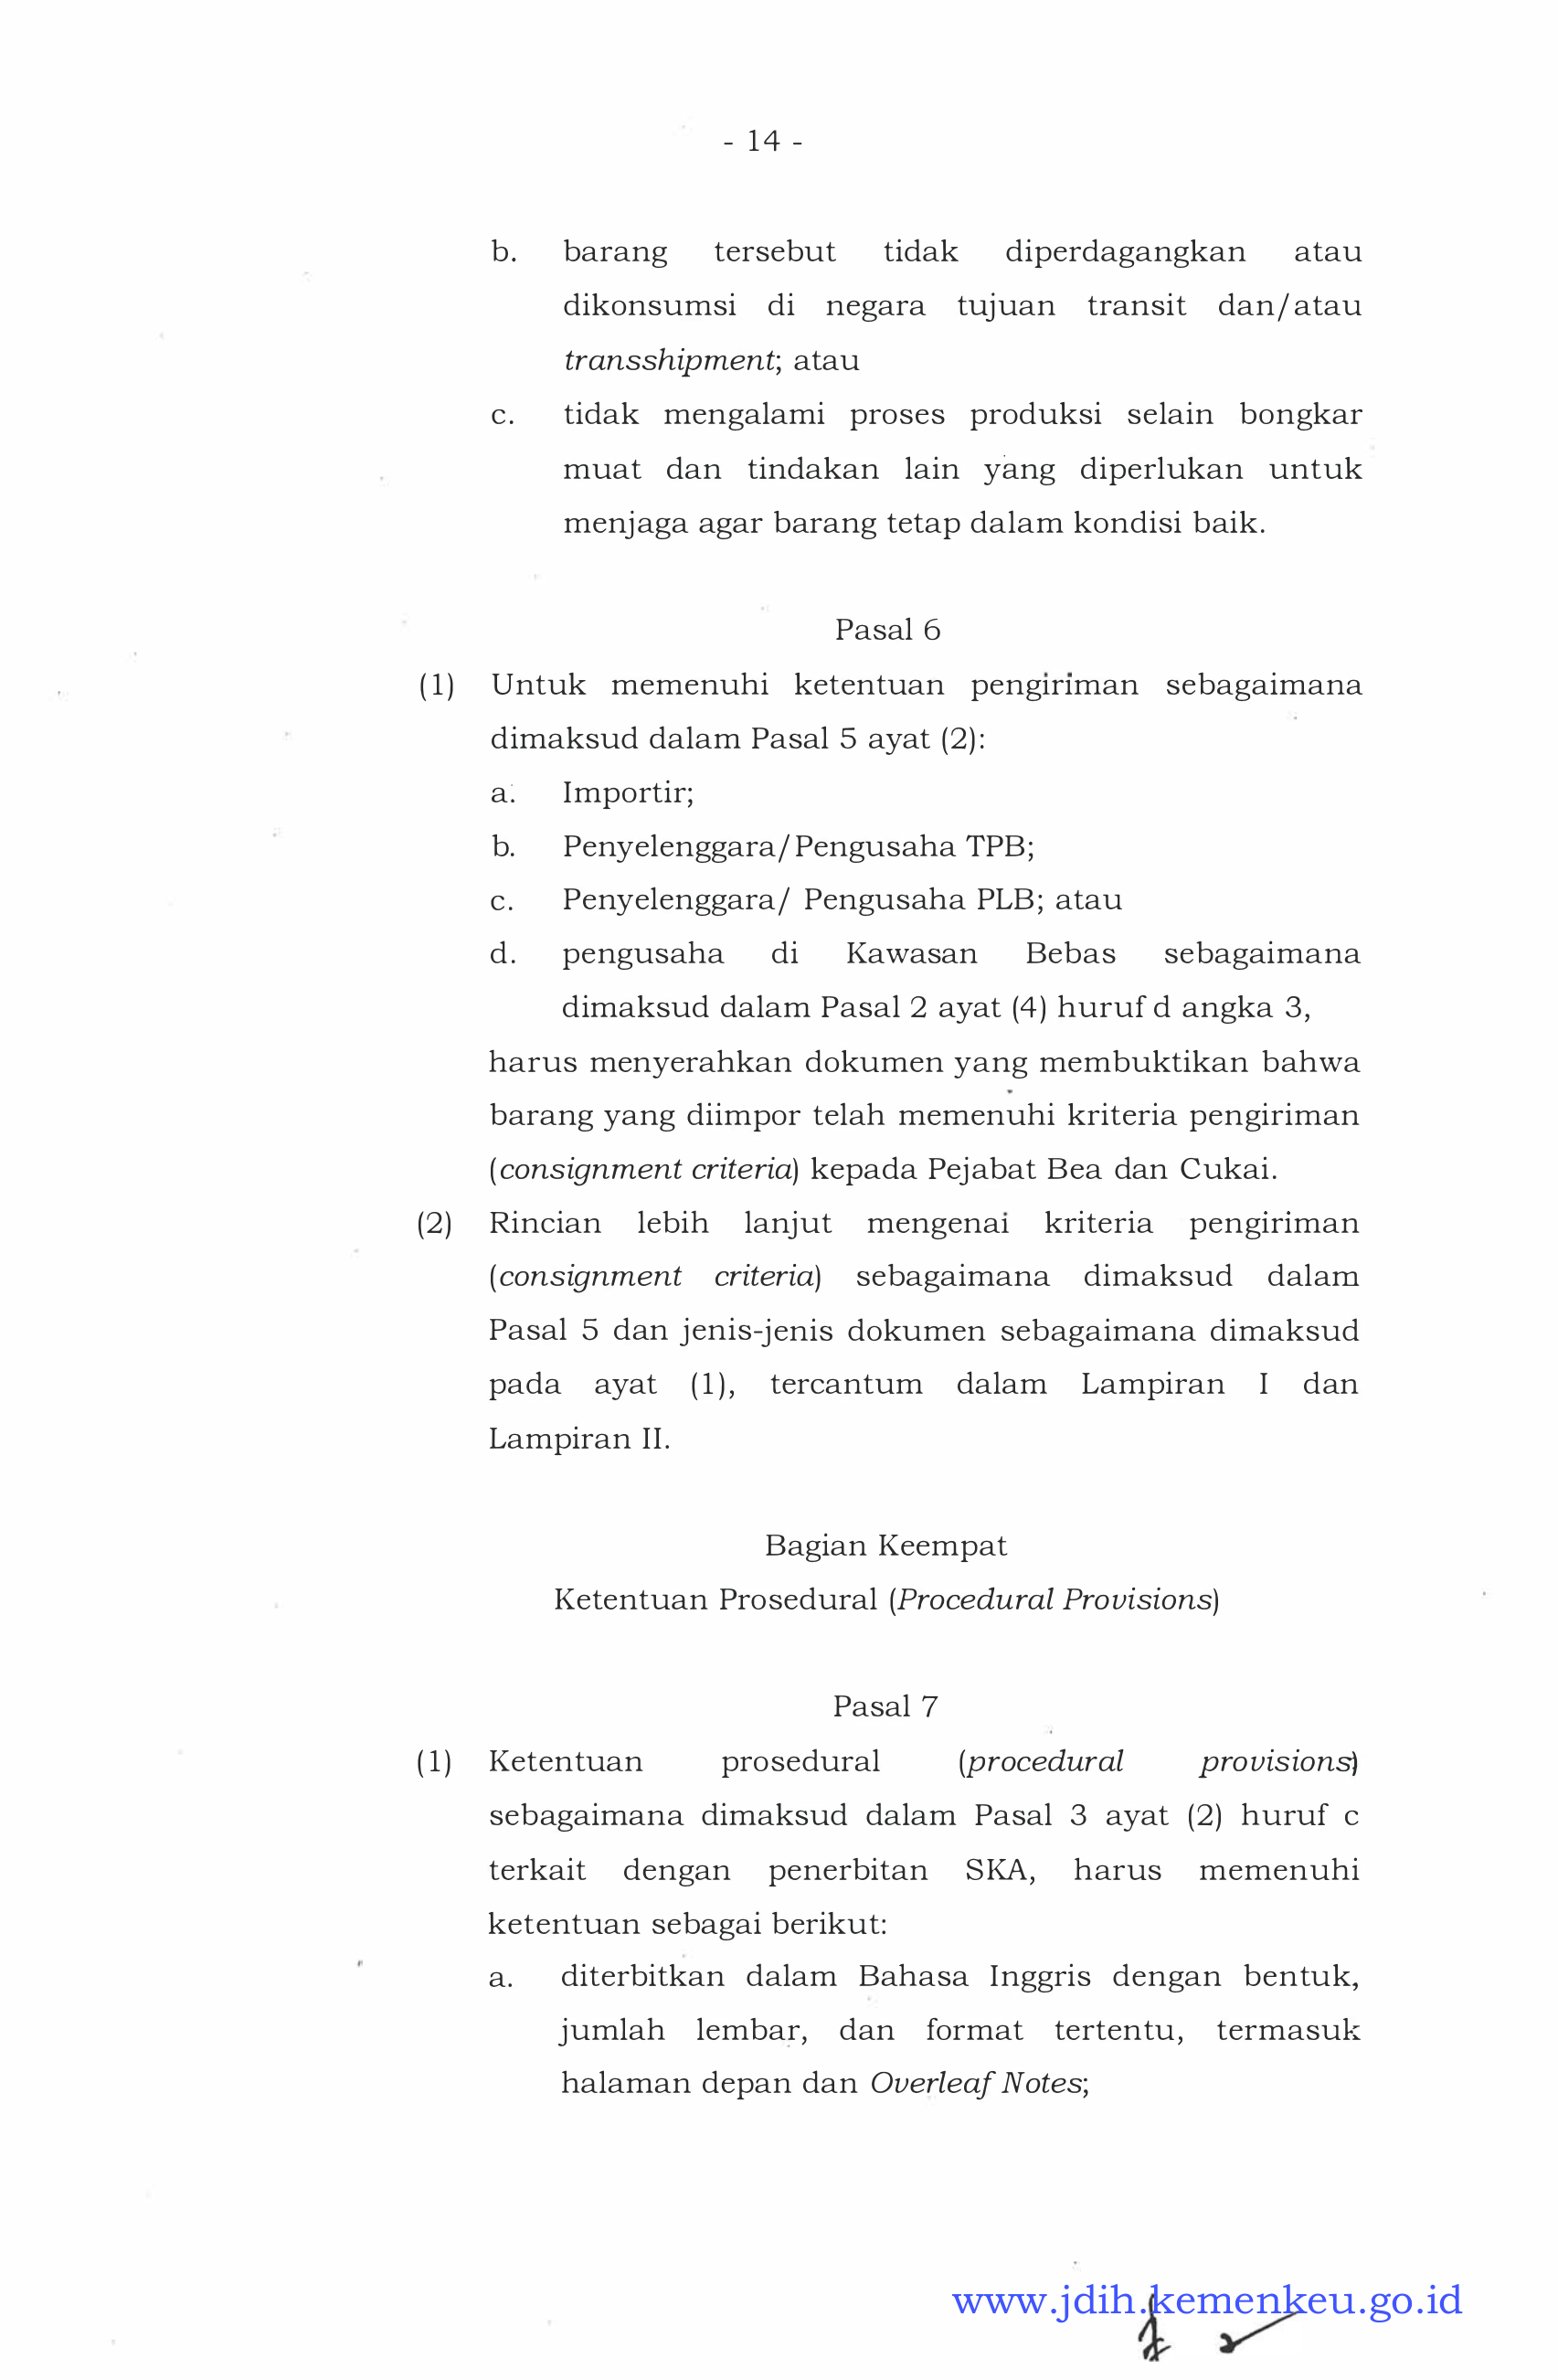 - 14 -
b. barang tersebut tidak diperdagangkan atau
dikonsumsi di negara tujuan transit dan/atau
transshipment; atau
c. tidak mengalami proses produksi selain bongkar
muat dan tindakan lain yang diperlukan untuk
menjaga agar barang tetap dalam kondisi baik.
Pasal 6
(1) Untuk memenuhi ketentuan pengiriman sebagaimana
dimaksud dalam Pasal 5 ayat (2):
a. Importir;
b. Penyelenggara/Pengusaha TPB;
c. Penyelenggara/ Pengusaha PLB; atau
d. pengusaha di Kawasan Bebas sebagaimana
dimaksud dalam Pasal 2 ayat (4) huruf d angka 3,
harus menyerahkan dokumen yang membuktikan bahwa
barang yang diimpor telah memenuhi kriteria pengiriman
(consignment criteria) kepada Pejabat Bea dan Cukai.
(2) Rincian lebih lanjut mengenai kriteria pengiriman
(consignment criteria) sebagaimana dimaksud dalam
Pasal 5 dan jenis-jenis dokumen sebagaimana dimaksud
pada ayat (1), tercantum dalam Lampiran I dan
Lampiran II.
Bagian Keempat
Ketentuan Prosedural (Procedural Provisions)
Pasal 7
(1) Ketentuan prosedural (procedural provisions)
sebagaimana dimaksud dalam Pasal 3 ayat (2) huruf c
terkait dengan penerbitan SKA, harus memenuhi
ketentuan sebagai berikut:
a. diterbitkan dalam Bahasa Inggris dengan bentuk,
jumlah lembar, dan format tertentu, termasuk
halaman depan dan Overleaf Notes;
www.jdih.kemenkeu.go.id